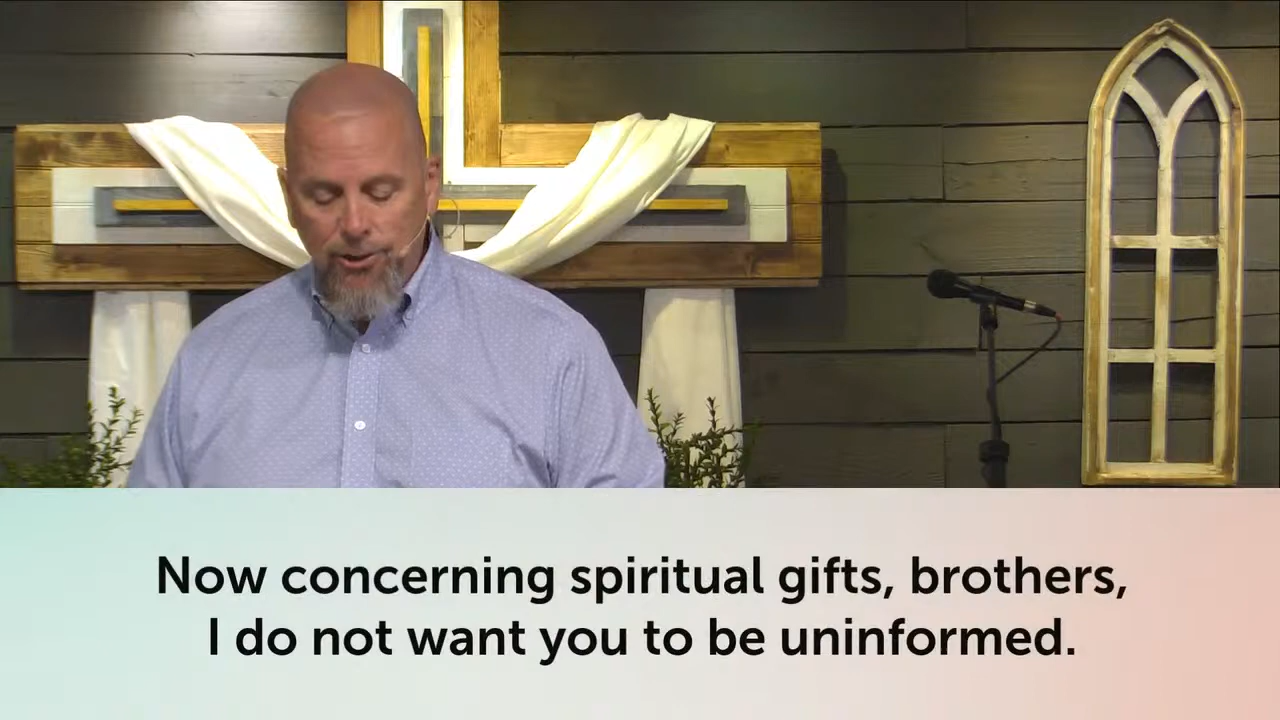 Now concerning spiritual gifts, brothers,
I do not want you to be uninformed.